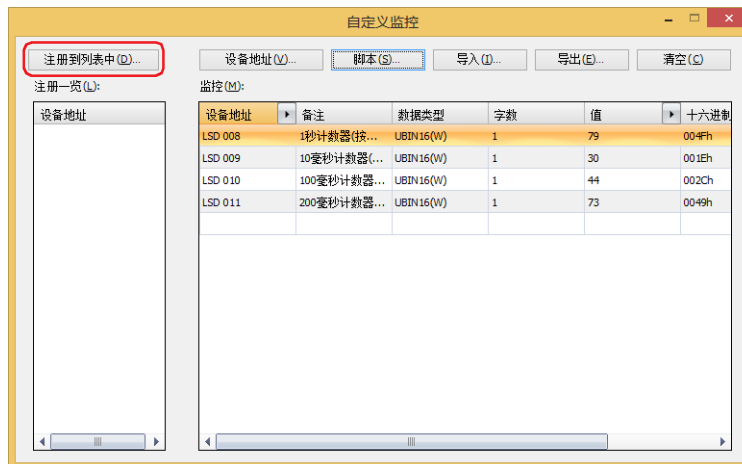 自定义监控
注册到列表中(D)... 设备地址(V)... 脚本(S)... 导入(I)... 导出(E)... 清空(C)
注册一览(L): 监控(M):
设备地址 设备地址 备注 数据类型 字数 值 十六进制
LSD 008 1秒计数器(按... UBIN16(W) 1 79 004Fh
LSD 009 10毫秒计数器(... UBIN16(W) 1 30 001Eh
LSD 010 100毫秒计数器... UBIN16(W) 1 44 002Ch
LSD 011 200毫秒计数器... UBIN16(W) 1 73 0049h